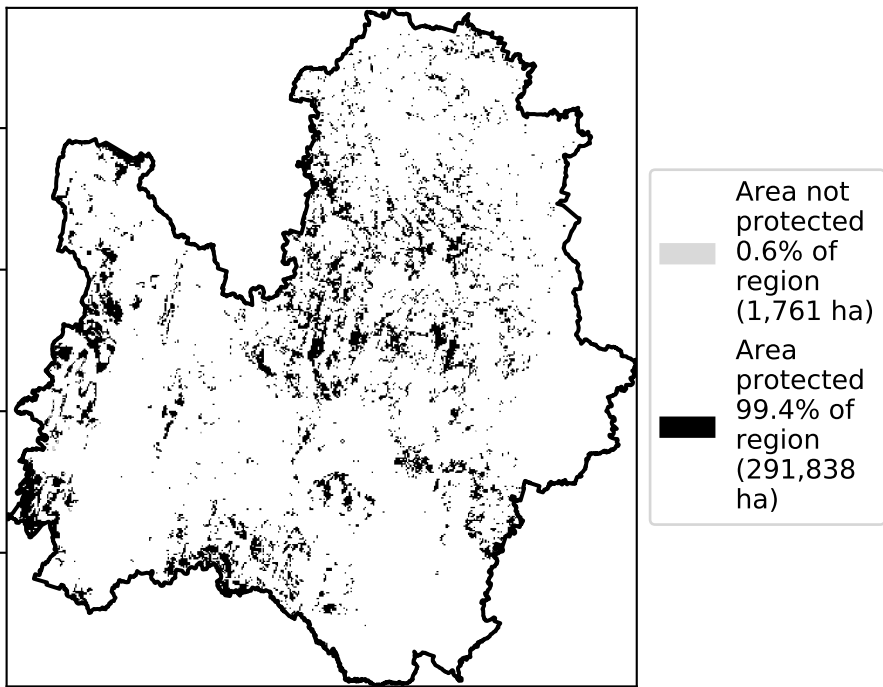 Area not
protected
0.6% of
region
(1,761 ha)
Area
protected
99.4% of
region
(291,838
ha)